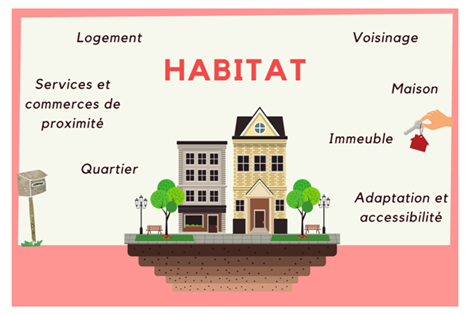 Logement
Voisinage
HABITAT
Services et
commerces de
proximité
Maison
Immeuble
Quartier
Adaptation et
accessibilité